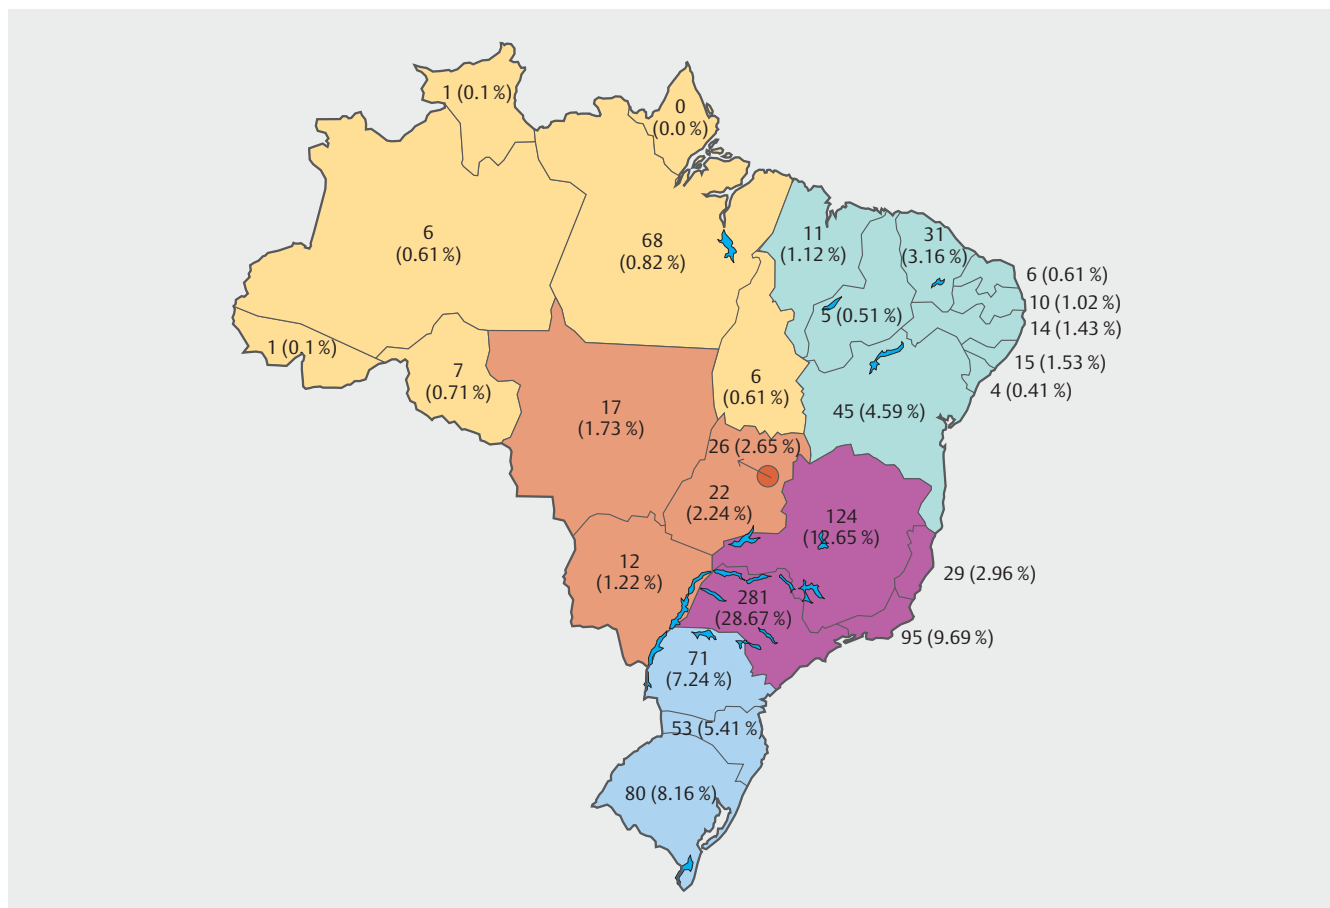 1 (0.1 %)
0
(0.0 %)
6
(0.61 %)
68
(0.82 %)
11
(1.12 %)
31
(3.16 %)
6 (0.61 %)
10 (1.02 %)
14 (1.43 %)
5 (0.51 %)
15 (1.53 %)
4 (0.41 %)
1 (0.1 %)
7
(0.71 %)
6
(0.61 %)
45 (4.59 %)
17
(1.73 %)
26 (2.65 %)
22
(2.24 %)
124
(12.65 %)
12
(1.22 %)
29 (2.96 %)
281
(28.67 %)
95 (9.69 %)
71
(7.24 %)
53 (5.41 %)
80 (8.16 %)